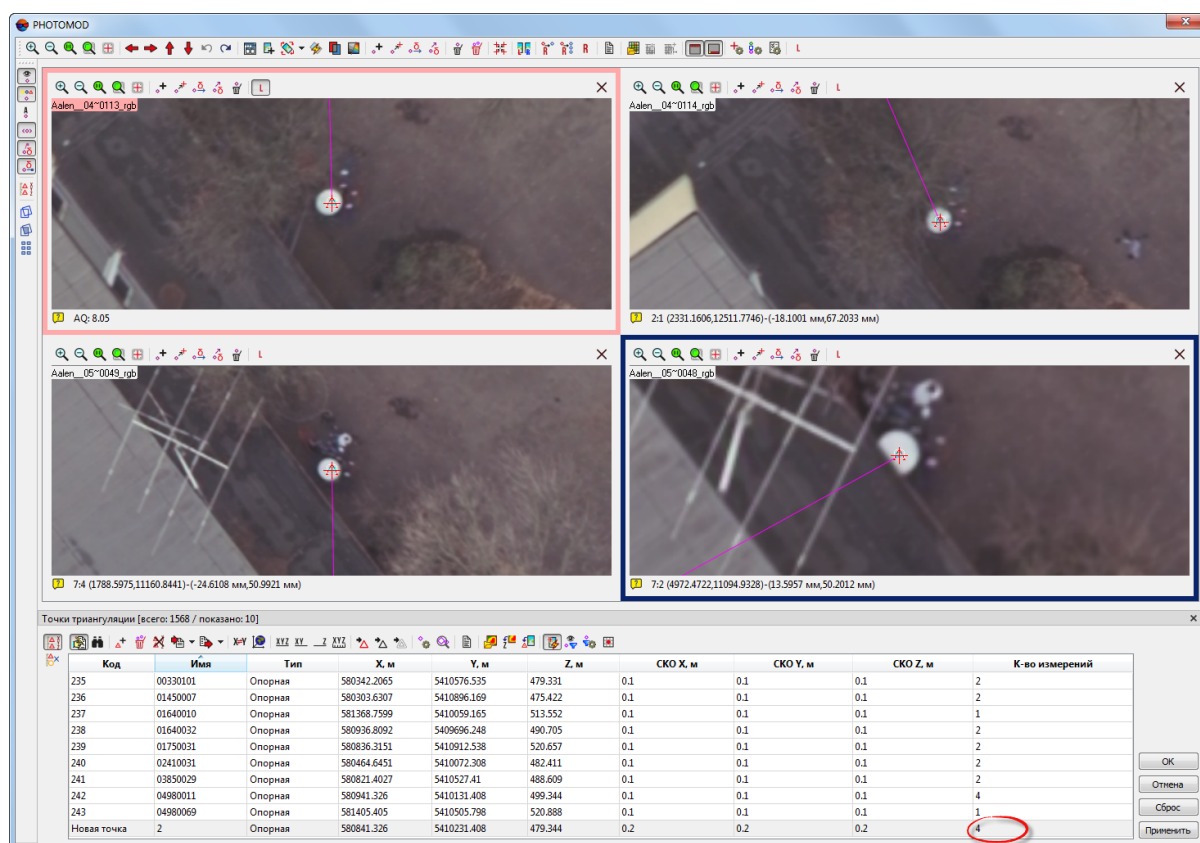 PHOTOMOD
Aalen__04~0113_rgb
AQ: 8.05
Aalen__04~0114_rgb
2:1 (2331.1606,12511.7746)-(-18.1001 мм,67.2033 мм)
Aalen__05~0049_rgb
7:4 (1788.5975,11160.8441)-(-24.6108 мм,50.9921 мм)
Aalen__05~0048_rgb
7:2 (4972.4722,11094.9328)-(13.5957 мм,50.2012 мм)
Точки триангуляции [всего: 1568 / показано: 10]
Код Имя Тип X, м Y, м Z, м СКО X, м СКО Y, м СКО Z, м К-во измерений
235 00330101 Опорная 580342.2065 5410576.535 479.331 0.1 0.1 0.1 2
236 01450007 Опорная 580303.6307 5410896.169 475.422 0.1 0.1 0.1 2
237 01640010 Опорная 581368.7599 5410059.165 513.552 0.1 0.1 0.1 1
238 01640032 Опорная 580936.8092 5409696.248 490.705 0.1 0.1 0.1 2
239 01750031 Опорная 580836.3151 5410912.538 520.657 0.1 0.1 0.1 2
240 02410031 Опорная 580464.6451 5410072.308 482.411 0.1 0.1 0.1 2
241 03850029 Опорная 580821.4027 5410527.41 488.609 0.1 0.1 0.1 2
242 04980011 Опорная 580941.326 5410131.408 499.344 0.1 0.1 0.1 4
243 04980069 Опорная 581405.405 5410505.798 520.888 0.1 0.1 0.1 1
Новая точка 2 Опорная 580841.326 5410231.408 479.344 0.2 0.2 0.2 4
ОК
Отмена
Сброс
Применить